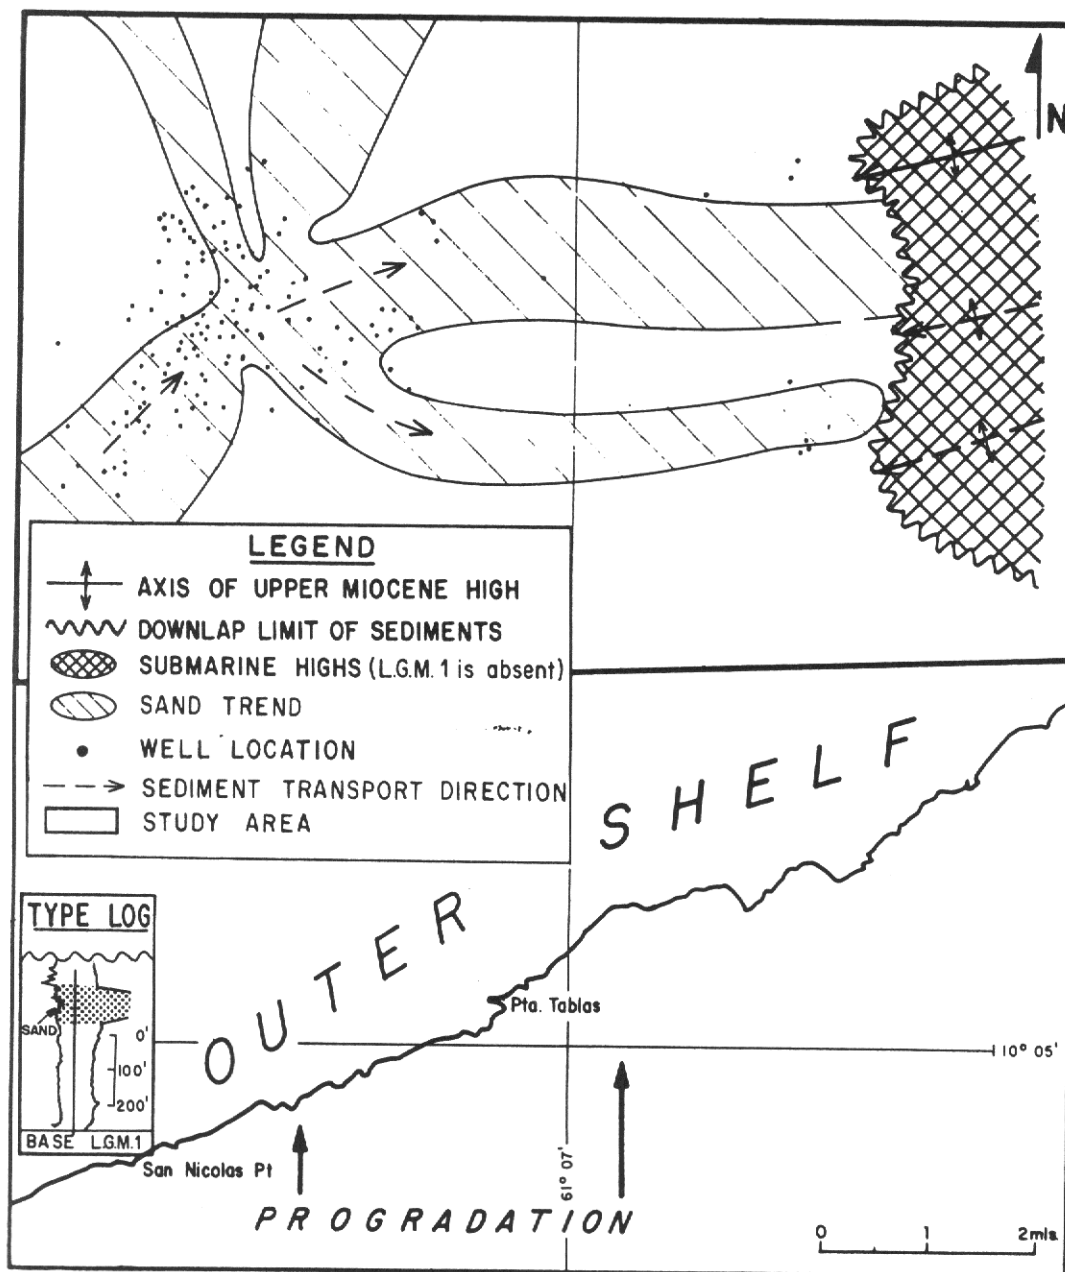 N
LEGEND
AXIS OF UPPER MIOCENE HIGH
DOWNLAP LIMIT OF SEDIMENTS
SUBMARINE HIGHS (L.G.M. 1 is absent)
SAND TREND
WELL LOCATION
SEDIMENT TRANSPORT DIRECTION
STUDY AREA
OUTER SHELF
TYPE LOG
SAND
0'
100'
200'
BASE L.G.M.1
Pta. Tablas
10° 05'
San Nicolas Pt
61° 07'
PROGRADATION
0 1 2mls.